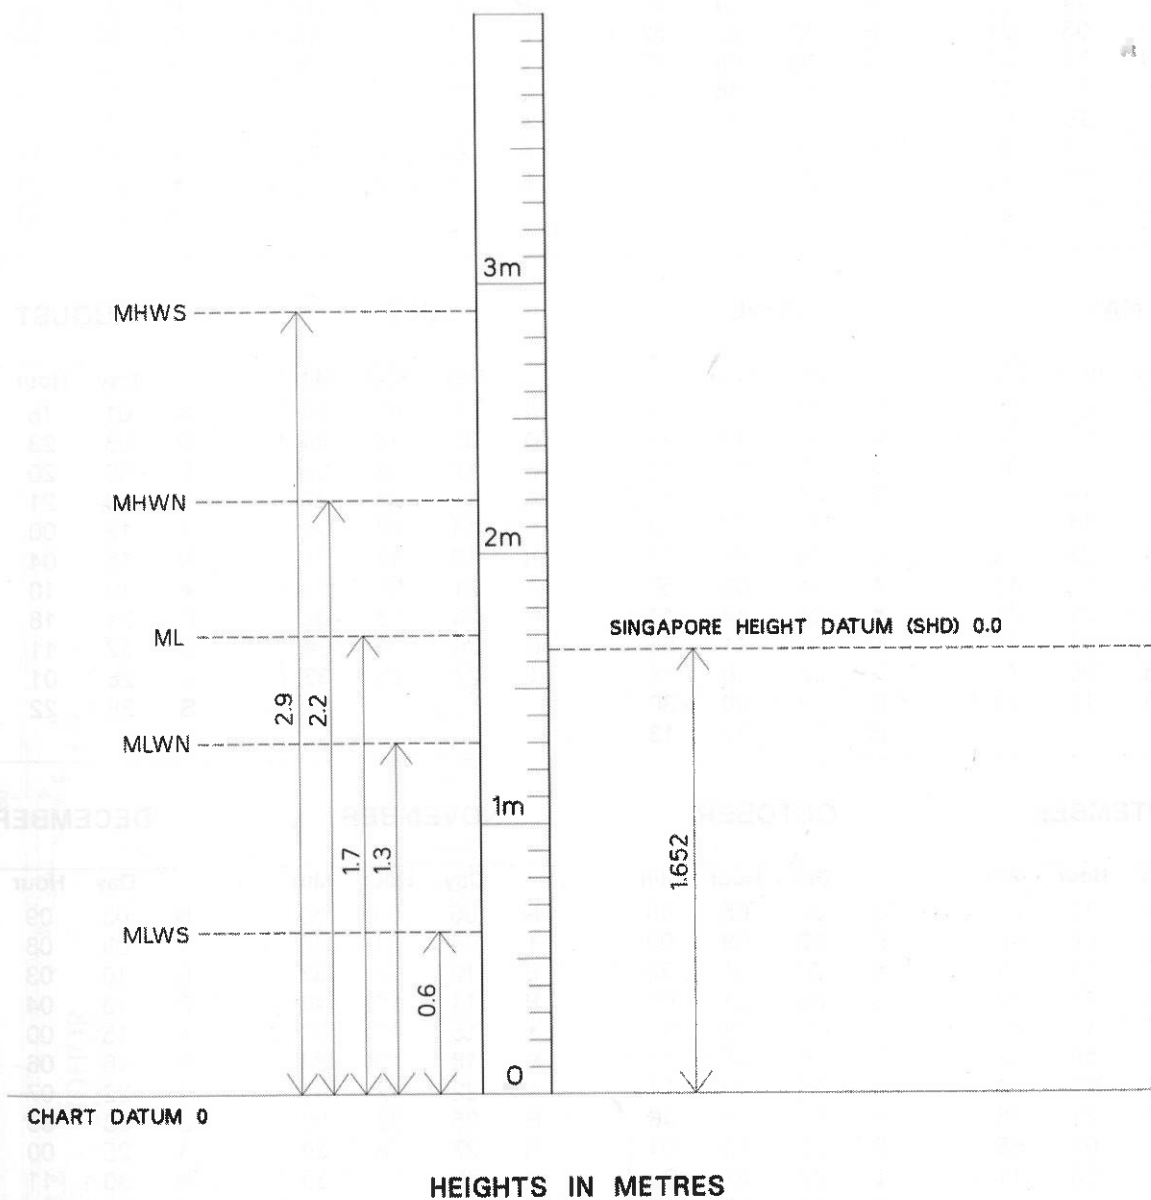 3m
MHWS
MHWN
2m
ML
SINGAPORE HEIGHT DATUM (SHD) 0.0
2.9
2.2
MLWN
1m
1.7
1.3
1.652
MLWS
0.6
0
CHART DATUM 0
HEIGHTS IN METRES